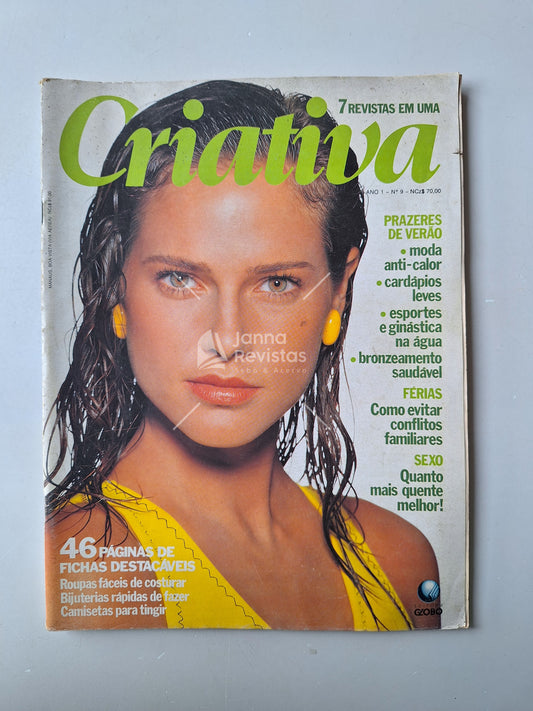 7 REVISTAS EM UMA
Criativa
ANO 1 – Nº 9 – NCz$ 70,00
PRAZERES
DE VERÃO
• moda
anti-calor
• cardápios
leves
• esportes
e ginástica
na água
• bronzeamento
saudável
FÉRIAS
Como evitar
conflitos
familiares
SEXO
Quanto
mais quente
melhor!
Janna
Revistas
Sebo & Acervo
46 PÁGINAS DE
FICHAS DESTACÁVEIS
Roupas fáceis de costurar
Bijuterias rápidas de fazer
Camisetas para tingir
GLOBO